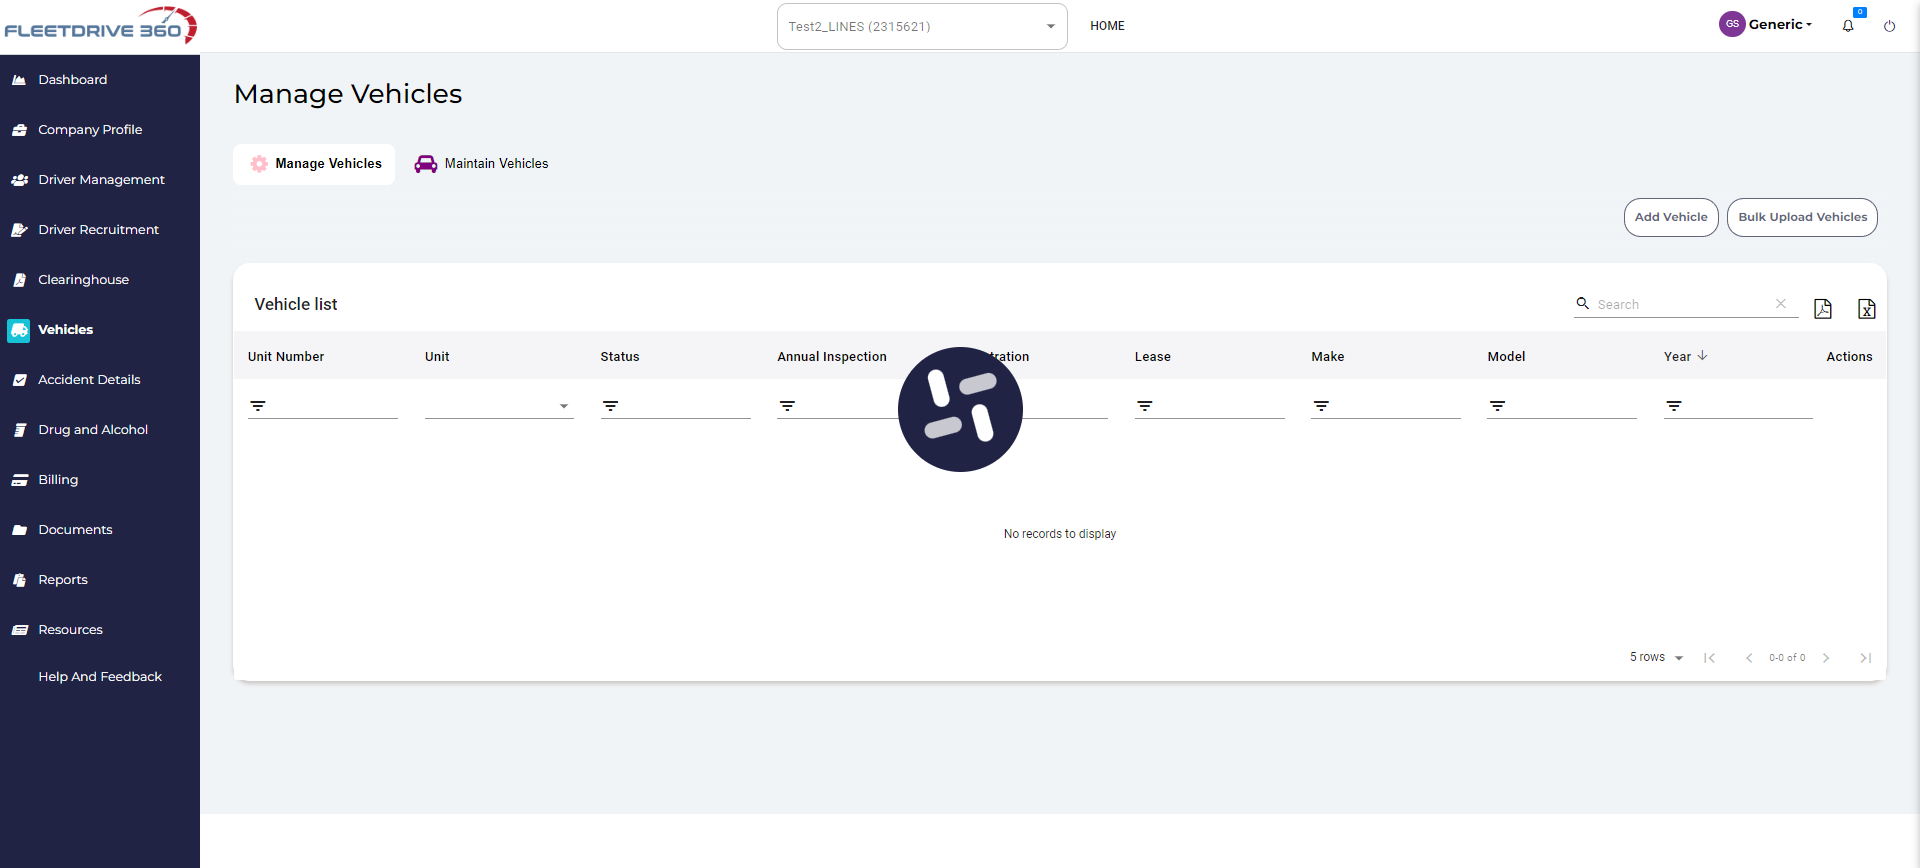 FLEETDRIVE 360
Test2_LINES (2315621)
HOME
GS
Generic
0
Dashboard
Company Profile
Driver Management
Driver Recruitment
Clearinghouse
Vehicles
Accident Details
Drug and Alcohol
Billing
Documents
Reports
Resources
Help And Feedback
Manage Vehicles
Manage Vehicles
Maintain Vehicles
Add Vehicle
Bulk Upload Vehicles
Vehicle list
Search
Unit Number Unit Status Annual Inspection tration Lease Make Model Year Actions
No records to display
5 rows
0-0 of 0